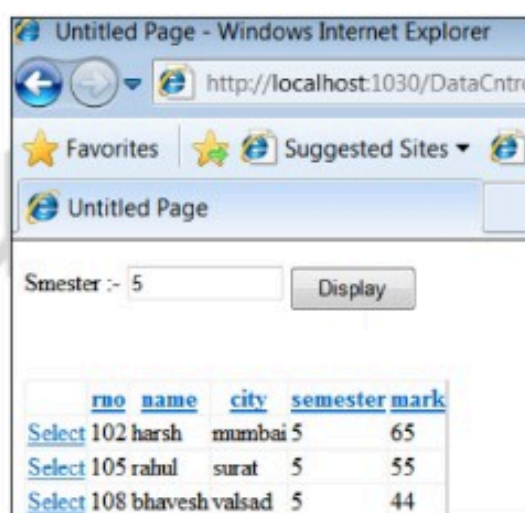 Untitled Page - Windows Internet Explorer
http://localhost:1030/DataCntro
Favorites Suggested Sites
Untitled Page
Smester :- 5 Display
rno name city semester mark
Select 102 harsh mumbai 5 65
Select 105 rahul surat 5 55
Select 108 bhavesh valsad 5 44